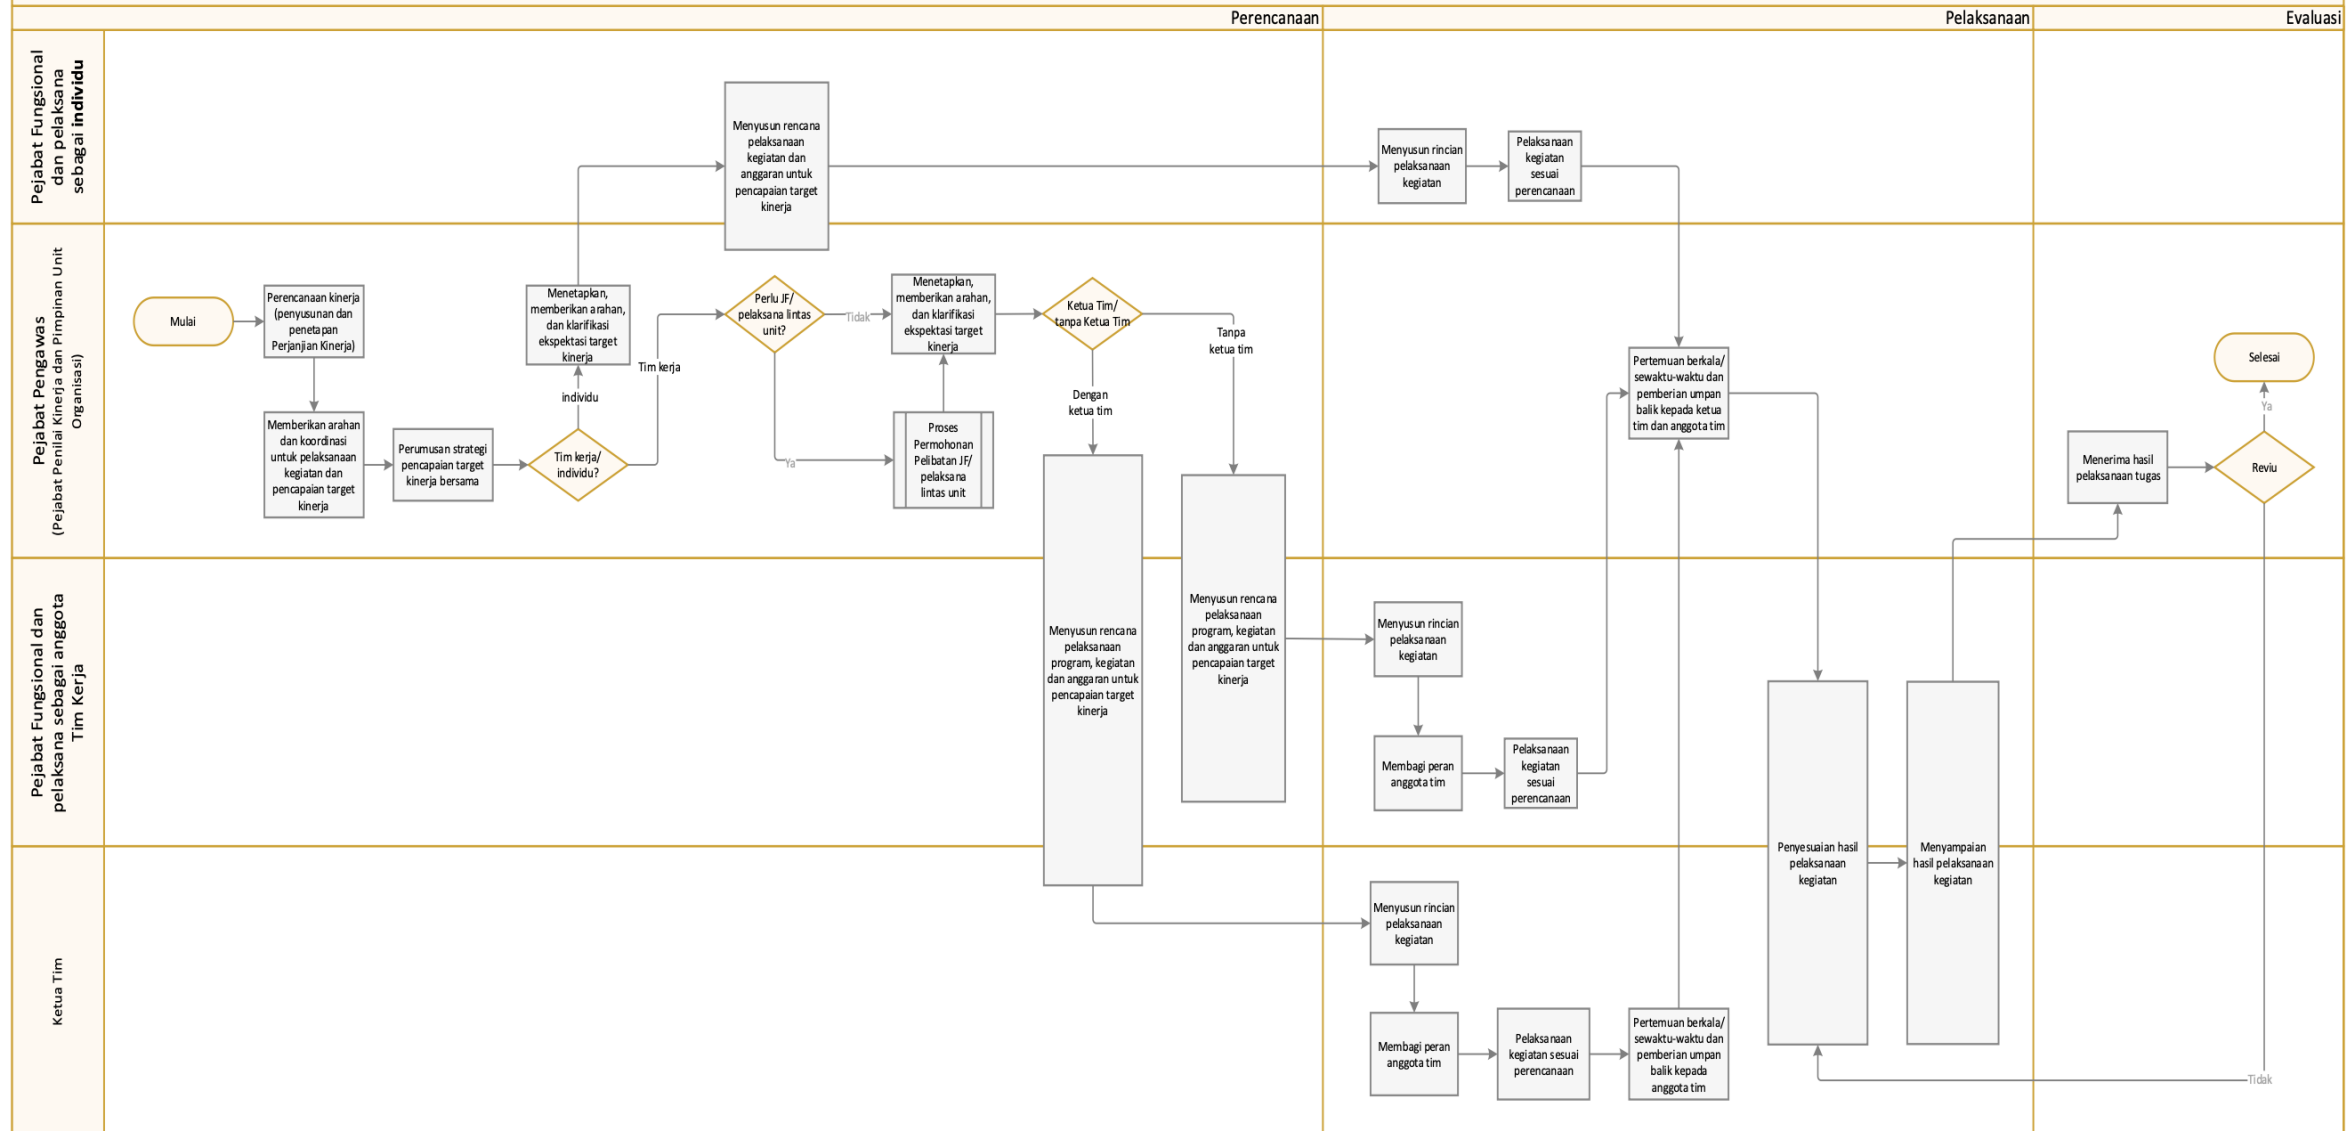 Perencanaan
Pelaksanaan
Evaluasi
Pejabat Fungsional
dan pelaksana
sebagai individu
Menyusun rencana
pelaksanaan
kegiatan dan
anggaran untuk
pencapaian target
kinerja
Menyusun rincian
pelaksanaan
kegiatan
Pelaksanaan
kegiatan
sesuai
perencanaan
Pejabat Pengawas
(Pejabat Penilai Kinerja dan Pimpinan Unit
Organisasi)
Mulai
Perencanaan kinerja
(penyusunan dan
penetapan
Perjanjian Kinerja)
Memberikan arahan
dan koordinasi
untuk pelaksanaan
kegiatan dan
pencapaian target
kinerja
Perumusan strategi
pencapaian target
kinerja bersama
Tim kerja/
individu?
individu
Menetapkan,
memberikan arahan,
dan klarifikasi
ekspektasi target
kinerja
Tim kerja
Perlu JF/
pelaksana lintas
unit?
Tidak
Ya
Proses
Permohonan
Pelibatan JF/
pelaksana
lintas unit
Menetapkan,
memberikan arahan,
dan klarifikasi
ekspektasi target
kinerja
Ketua Tim/
tanpa Ketua Tim
Dengan
ketua tim
Tanpa
ketua tim
Pertemuan berkala/
sewaktu-waktu dan
pemberian umpan
balik kepada ketua
tim dan anggota tim
Menerima hasil
pelaksanaan tugas
Reviu
Ya
Selesai
Pejabat Fungsional dan
pelaksana sebagai anggota
Tim Kerja
Menyusun rencana
pelaksanaan
program, kegiatan
dan anggaran untuk
pencapaian target
kinerja
Menyusun rencana
pelaksanaan
program, kegiatan
dan anggaran untuk
pencapaian target
kinerja
Menyusun rincian
pelaksanaan
kegiatan
Membagi peran
anggota tim
Pelaksanaan
kegiatan
sesuai
perencanaan
Penyesuaian hasil
pelaksanaan
kegiatan
Menyampaian
hasil pelaksanaan
kegiatan
Ketua Tim
Menyusun rincian
pelaksanaan
kegiatan
Membagi peran
anggota tim
Pelaksanaan
kegiatan sesuai
perencanaan
Pertemuan berkala/
sewaktu-waktu dan
pemberian umpan
balik kepada
anggota tim
Tidak